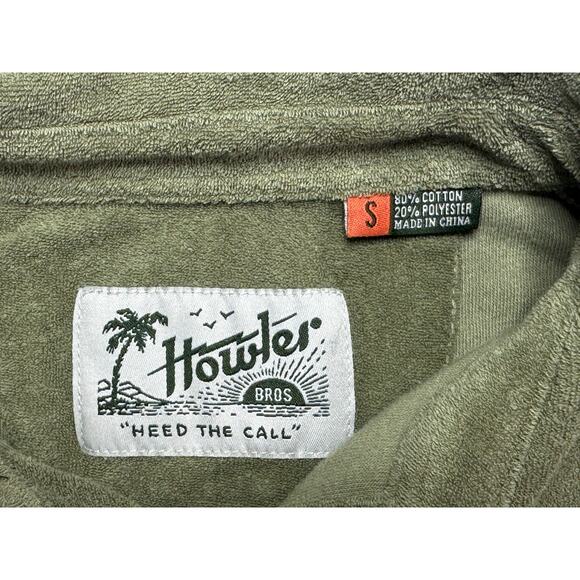 S
80% COTTON
20% POLYESTER
MADE IN CHINA
Howler
BROS
"HEED THE CALL"